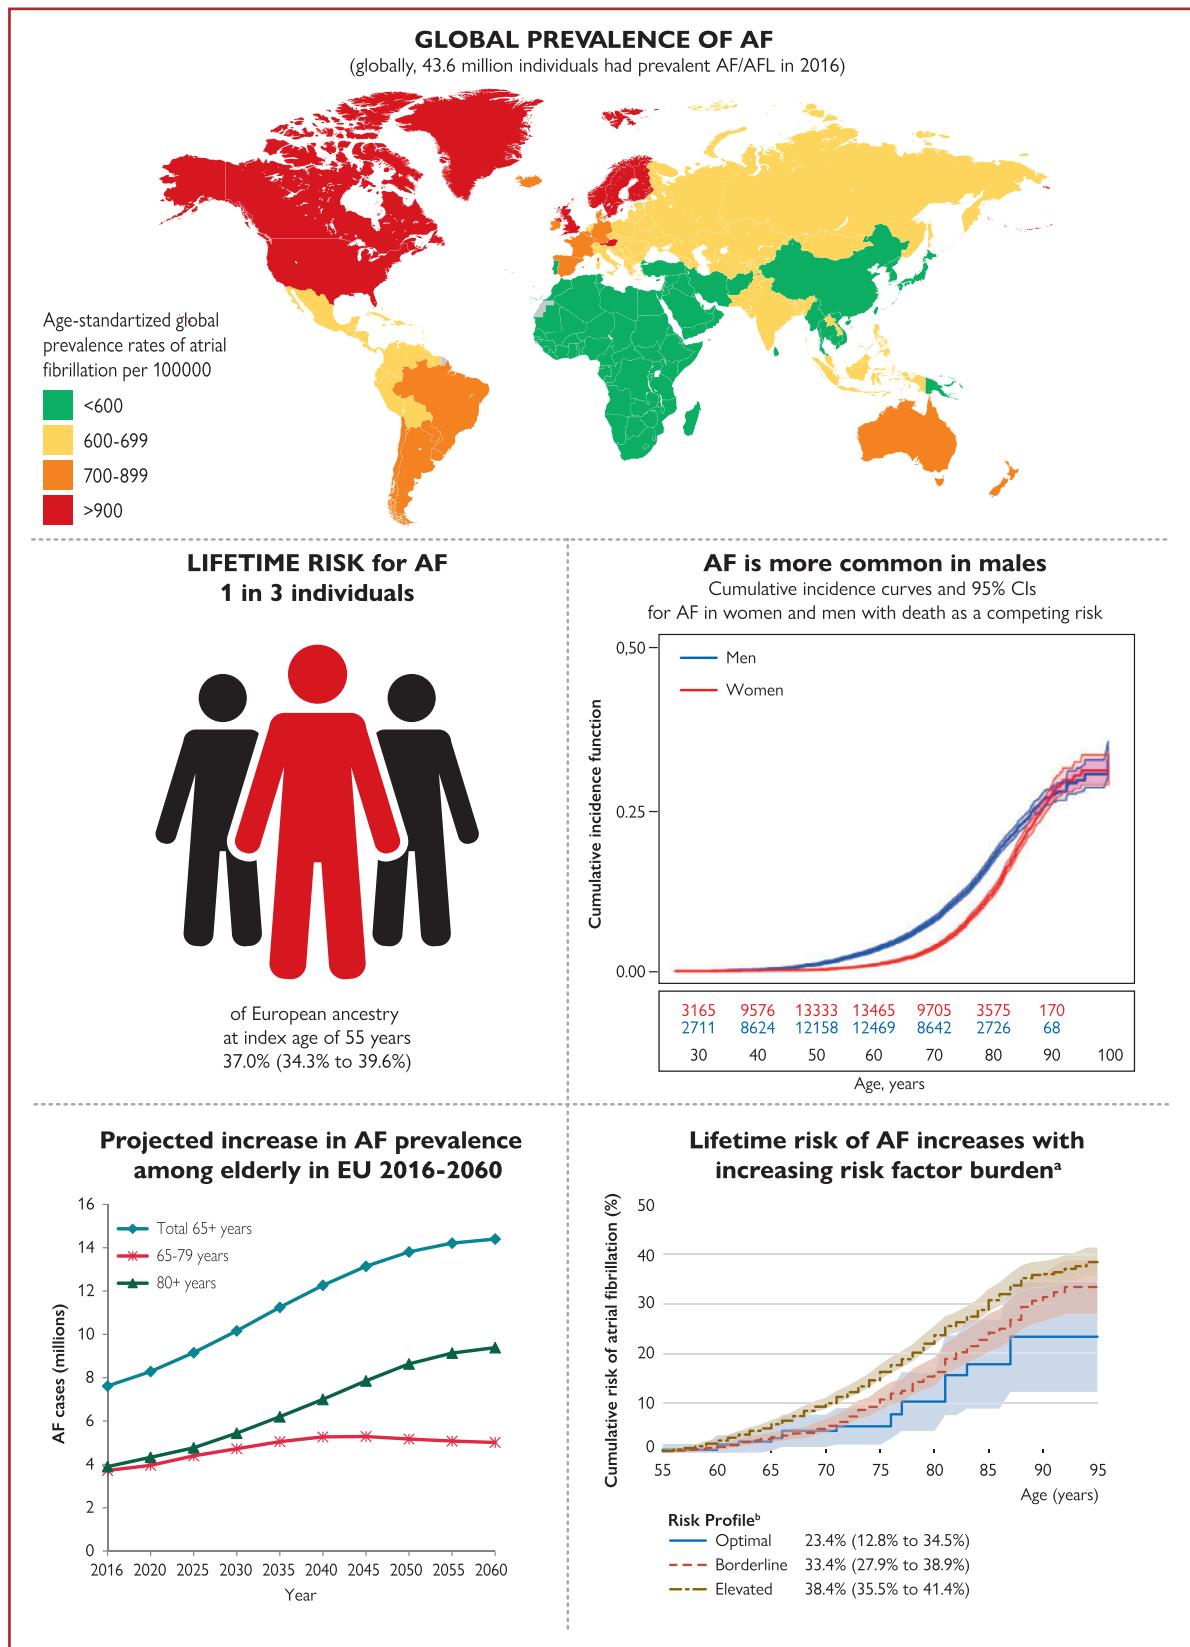 GLOBAL PREVALENCE OF AF
(globally, 43.6 million individuals had prevalent AF/AFL in 2016)
Age-standartized global
prevalence rates of atrial
fibrillation per 100000
<600
600-699
700-899
>900
LIFETIME RISK for AF
1 in 3 individuals
of European ancestry
at index age of 55 years
37.0% (34.3% to 39.6%)
AF is more common in males
Cumulative incidence curves and 95% CIs
for AF in women and men with death as a competing risk
Cumulative incidence function
0,50
0.25
0.00
Men
Women
3165 9576 13333 13465 9705 3575 170
2711 8624 12158 12469 8642 2726 68
30 40 50 60 70 80 90 100
Age, years
Projected increase in AF prevalence
among elderly in EU 2016-2060
AF cases (millions)
16
14
12
10
8
6
4
2
0
Total 65+ years
65-79 years
80+ years
2016 2020 2025 2030 2035 2040 2045 2050 2055 2060
Year
Lifetime risk of AF increases with
increasing risk factor burdenᵃ
Cumulative risk of atrial fibrillation (%)
50
40
30
20
10
0
55 60 65 70 75 80 85 90 95
Age (years)
Risk Profileᵇ
Optimal 23.4% (12.8% to 34.5%)
Borderline 33.4% (27.9% to 38.9%)
Elevated 38.4% (35.5% to 41.4%)